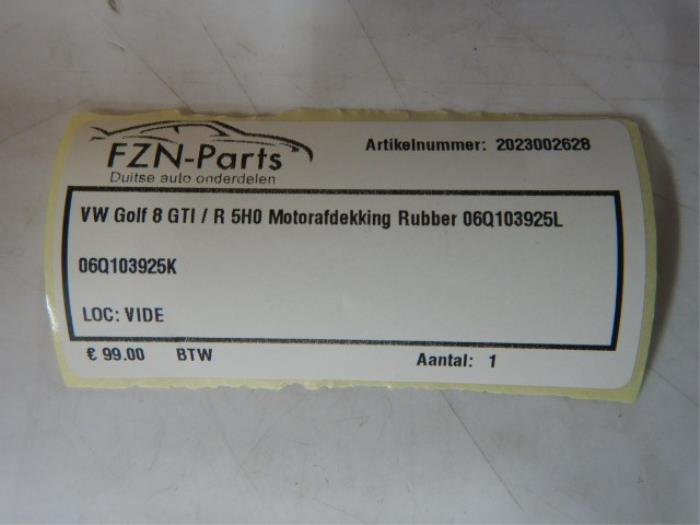 FZN-Parts
Duitse auto onderdelen
Artikelnummer: 2023002628
VW Golf 8 GTI / R 5H0 Motorafdekking Rubber 06Q103925L
06Q103925K
LOC: VIDE
€ 99.00 BTW
Aantal: 1